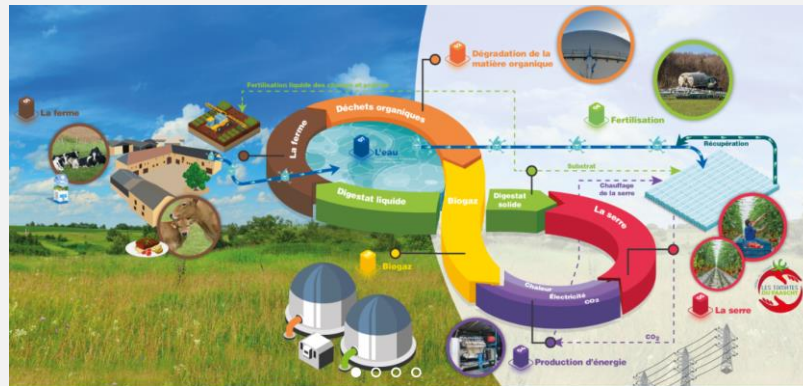 Dégradation de la
matière organique
Fertilisation liquide des
La ferme
Déchets organiques
Fertilisation
La ferme
L'eau
Récupération
Substrat
Chauffage
de la serre
Digestat liquide
Biogaz
Digestat
solide
La serre
Biogaz
Chaleur
Électricité
CO2
LES TOMATES
La serre
CO2
Production d'énergie